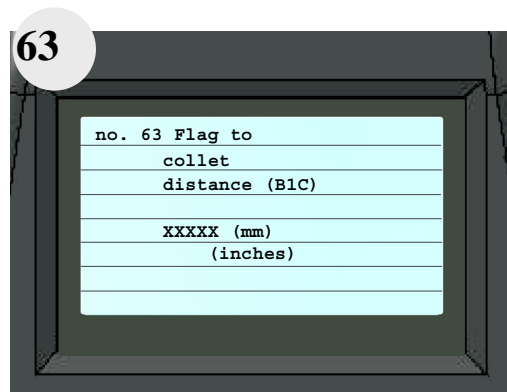 63
no. 63 Flag to
collet
distance (B1C)
XXXXX (mm)
(inches)